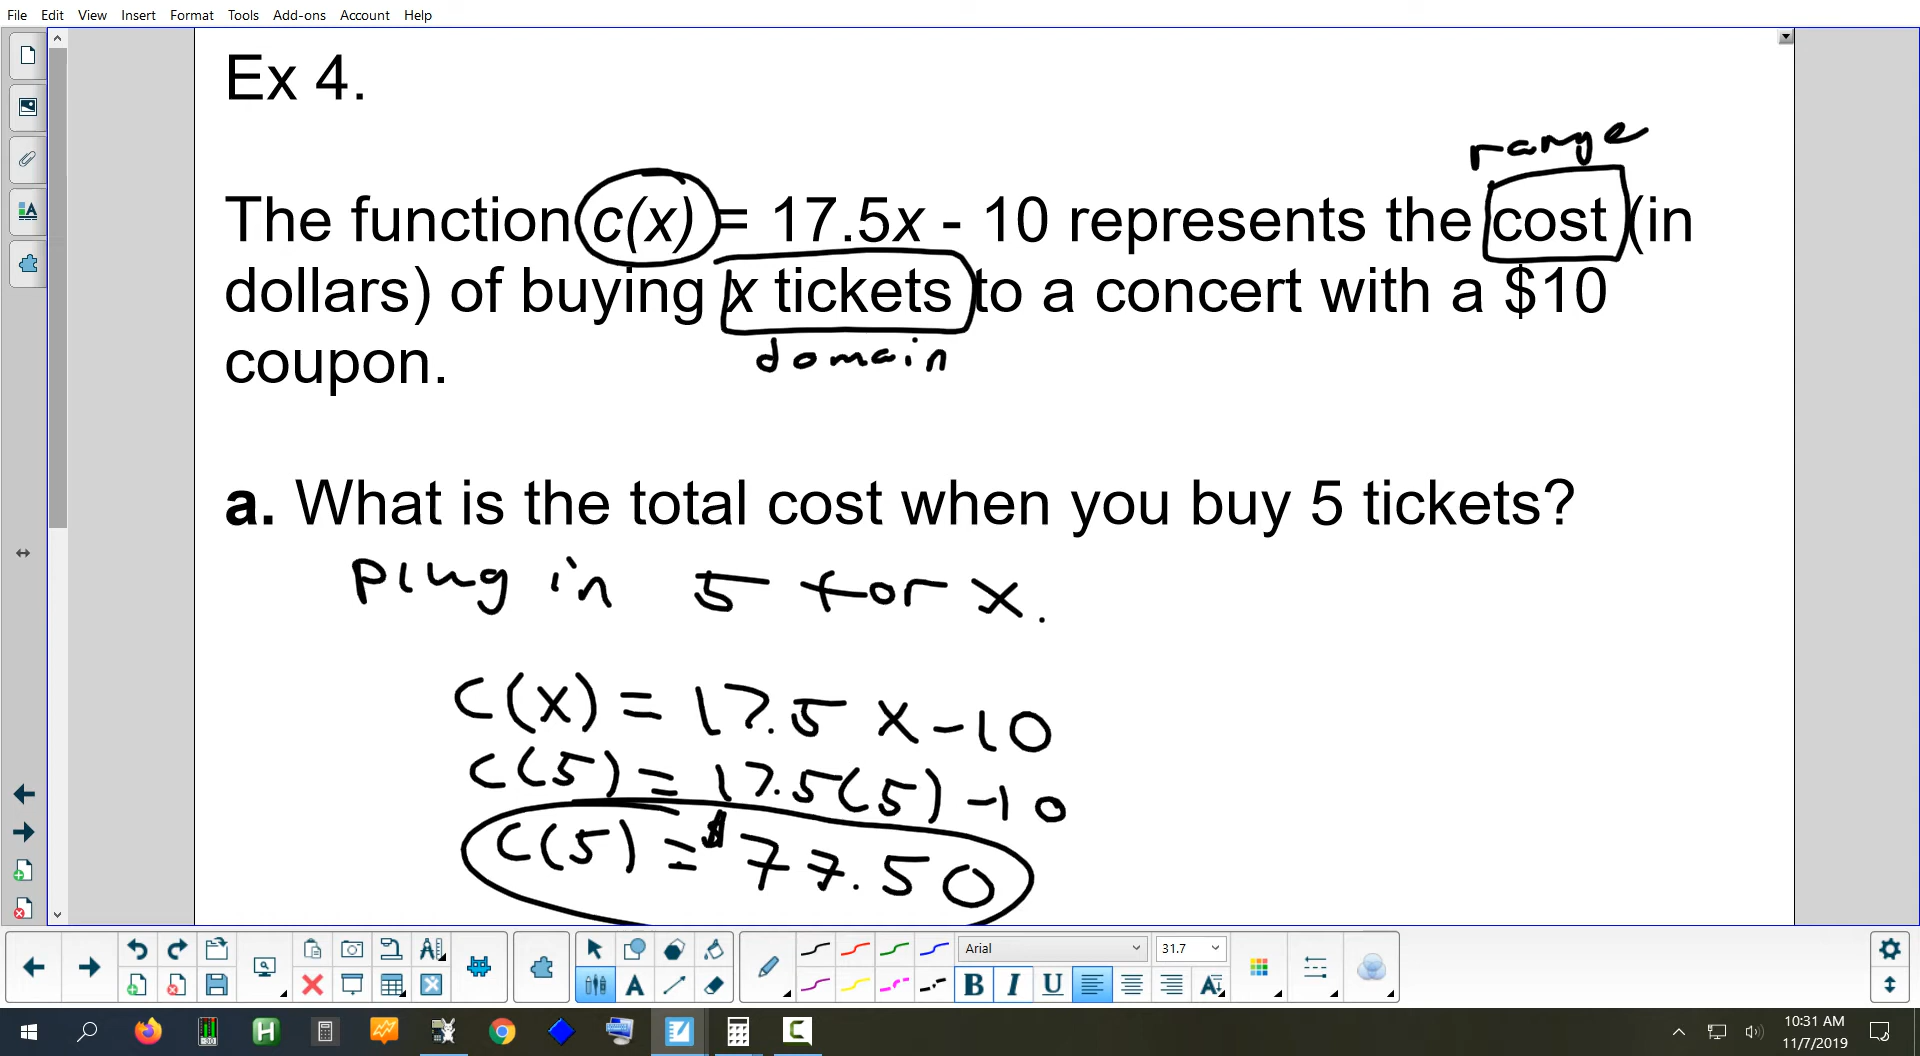 File Edit View Insert Format Tools Add-ons Account Help
Ex 4.
range
The function c(x) = 17.5x - 10 represents the cost (in
dollars) of buying x tickets to a concert with a $10
domain
coupon.
a. What is the total cost when you buy 5 tickets?
Plug in 5 for x.
c(x) = 17.5x-10
c(5) = 17.5(5)-10
c(5) = $77.50
Arial 31.7
B I U
10:31 AM
11/7/2019